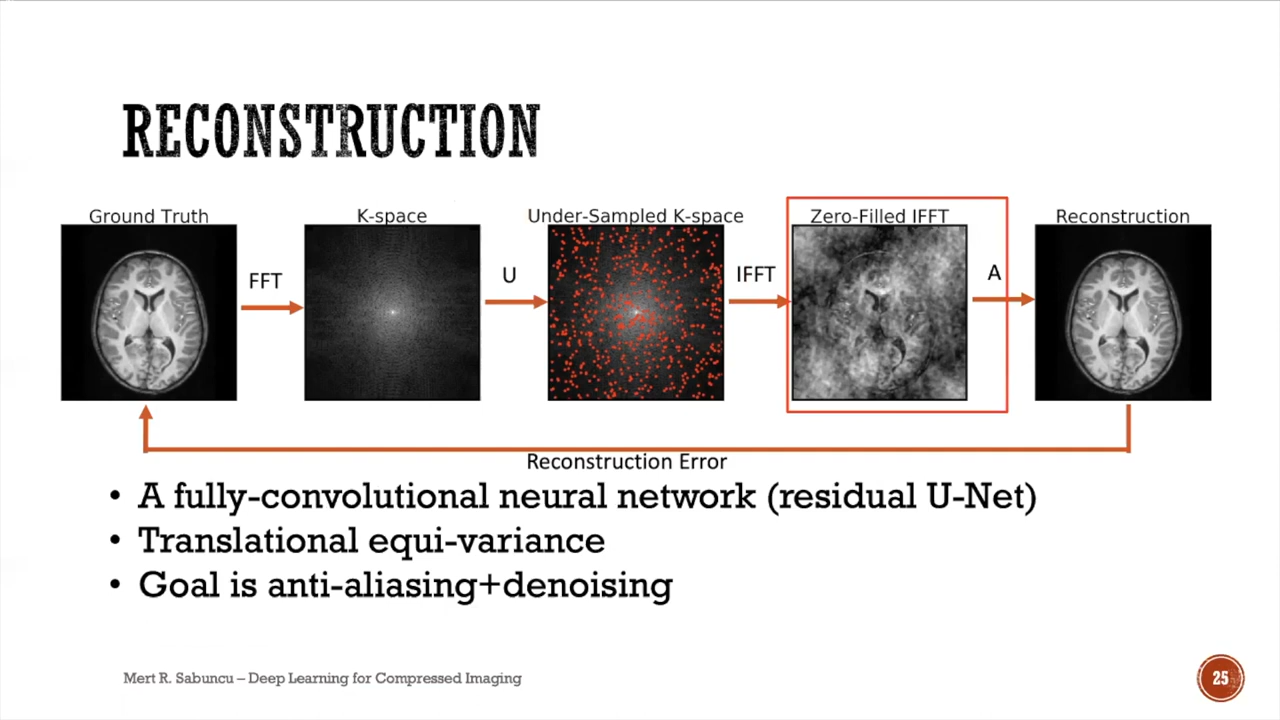 RECONSTRUCTION
Ground Truth
K-space
Under-Sampled K-space
Zero-Filled IFFT
Reconstruction
FFT
U
IFFT
A
Reconstruction Error
• A fully-convolutional neural network (residual U-Net)
• Translational equi-variance
• Goal is anti-aliasing+denoising
Mert R. Sabuncu – Deep Learning for Compressed Imaging
25